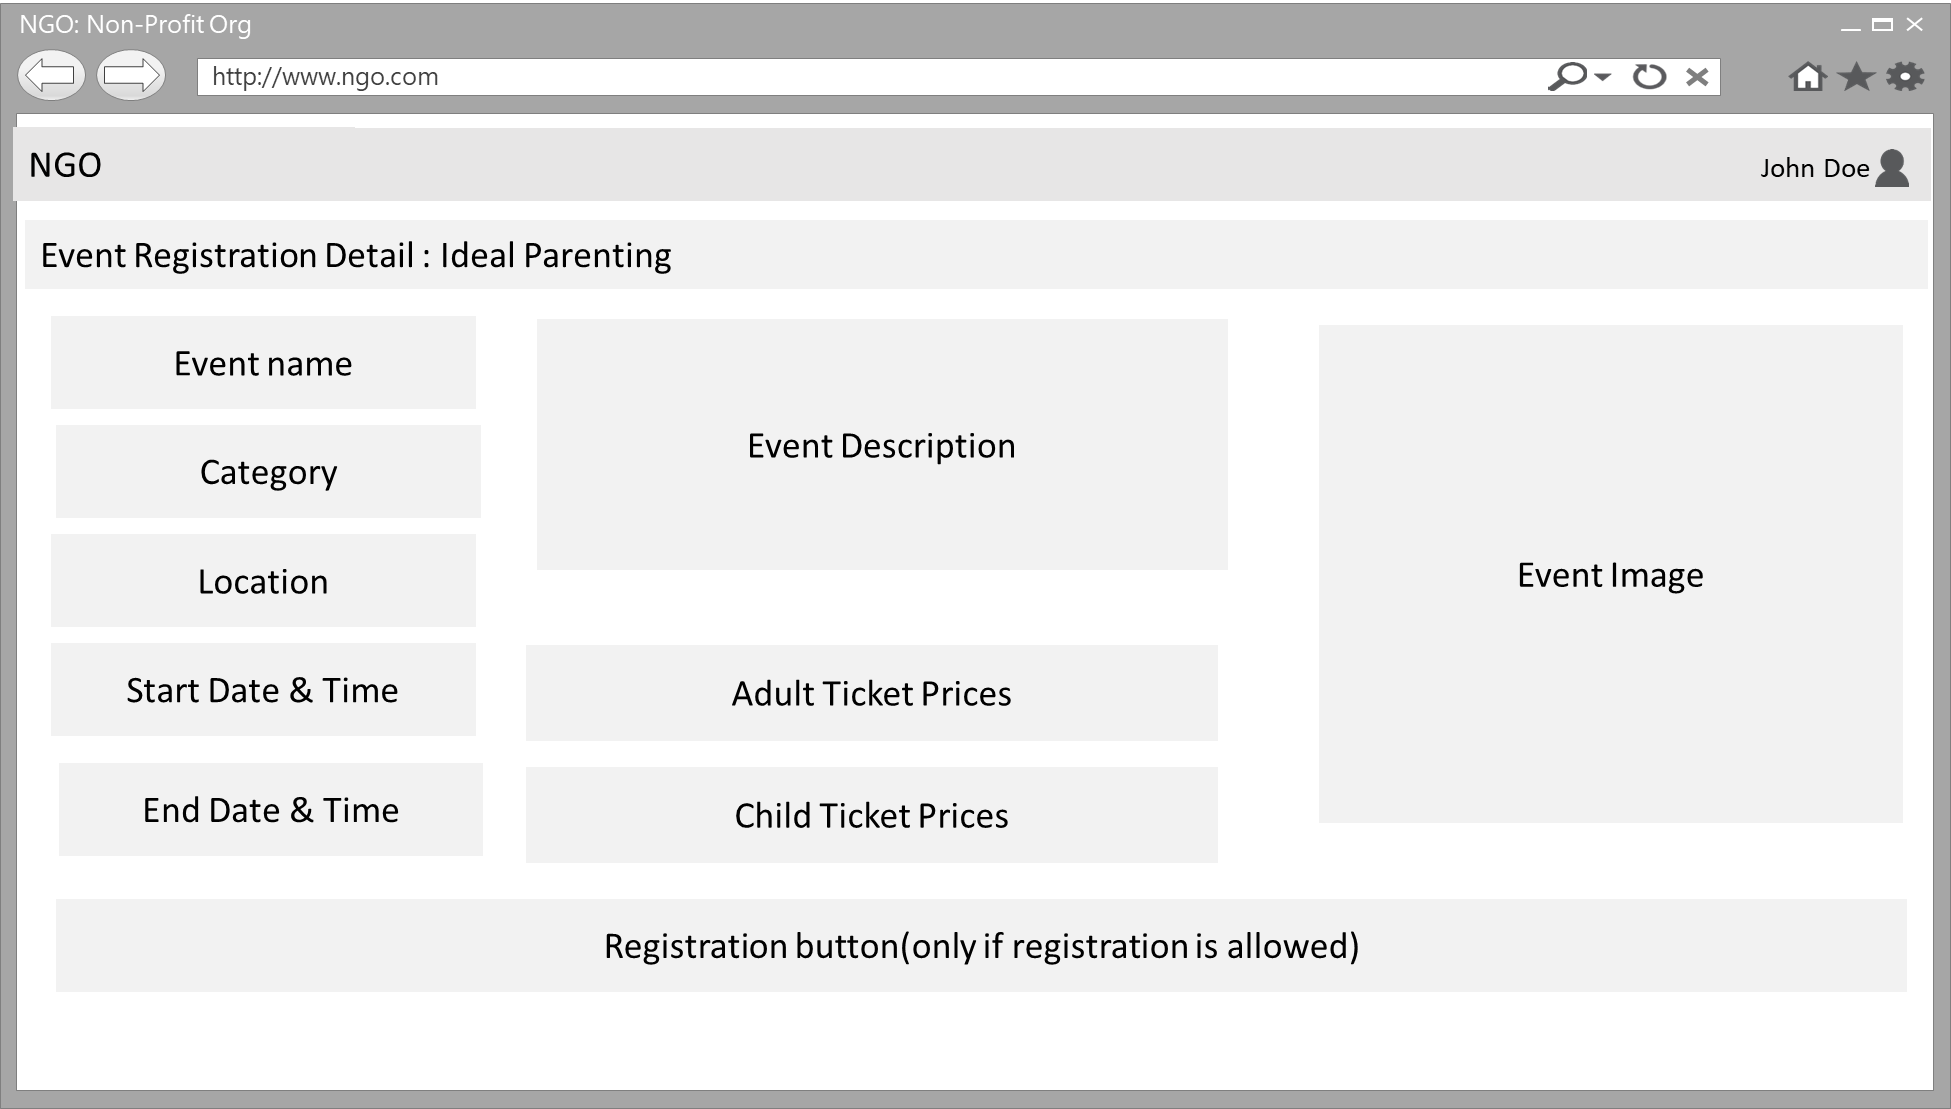 NGO: Non-Profit Org
http://www.ngo.com
NGO
John Doe
Event Registration Detail : Ideal Parenting
Event name
Category
Location
Start Date & Time
End Date & Time
Event Description
Adult Ticket Prices
Child Ticket Prices
Event Image
Registration button(only if registration is allowed)